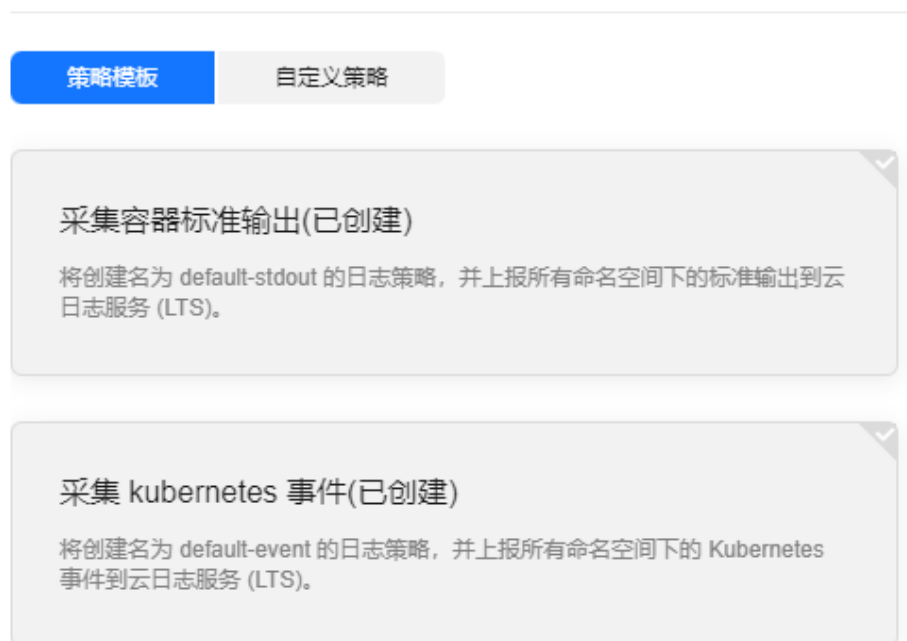 策略模板
自定义策略
采集容器标准输出(已创建)
将创建名为 default-stdout 的日志策略，并上报所有命名空间下的标准输出到云
日志服务 (LTS)。
采集 kubernetes 事件(已创建)
将创建名为 default-event 的日志策略，并上报所有命名空间下的 Kubernetes
事件到云日志服务 (LTS)。